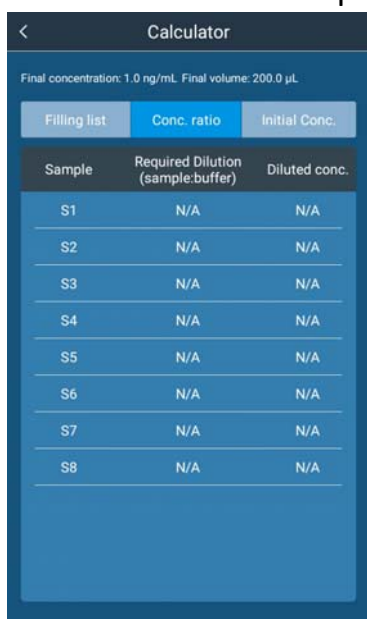 Calculator
Final concentration: 1.0 ng/mL Final volume: 200.0 µL
Filling list Conc. ratio Initial Conc.
Sample Required Dilution (sample:buffer) Diluted conc.
S1 N/A N/A
S2 N/A N/A
S3 N/A N/A
S4 N/A N/A
S5 N/A N/A
S6 N/A N/A
S7 N/A N/A
S8 N/A N/A